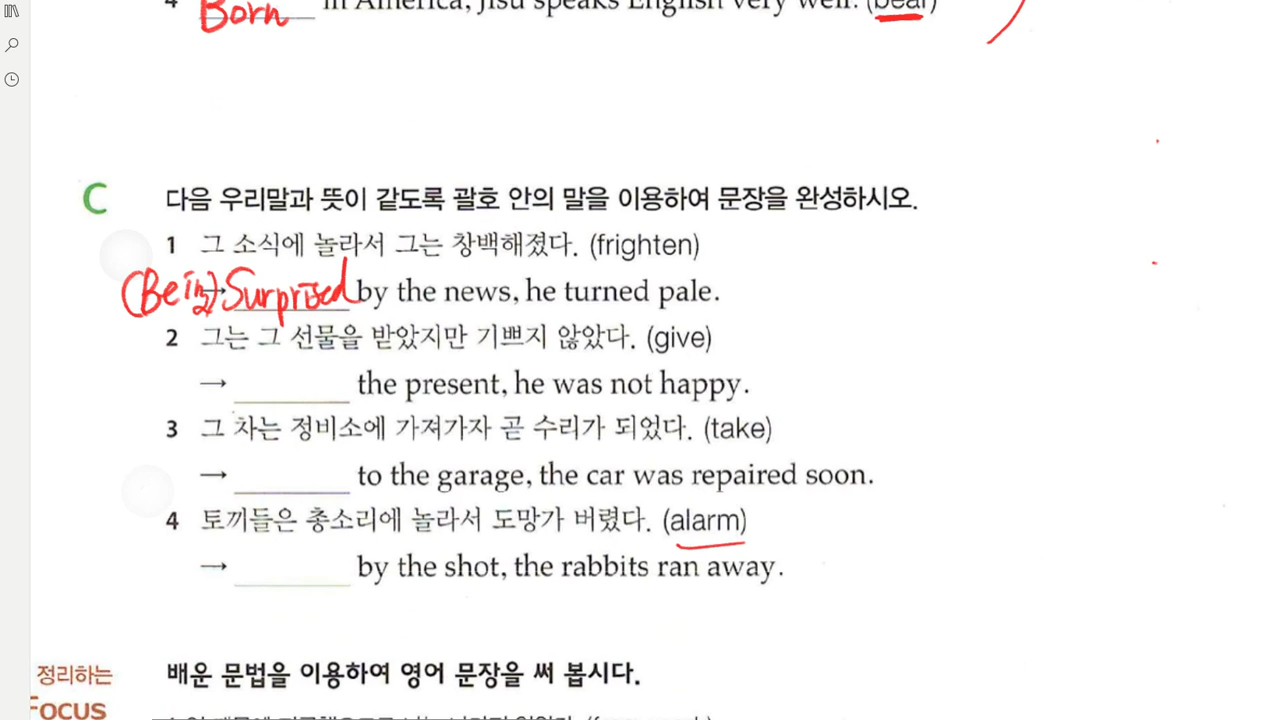 4 Born in America, Jisu speaks English very well. (bear)
C 다음 우리말과 뜻이 같도록 괄호 안의 말을 이용하여 문장을 완성하시오.
1 그 소식에 놀라서 그는 창백해졌다. (frighten)
→ (Being) Surprised by the news, he turned pale.
2 그는 그 선물을 받았지만 기쁘지 않았다. (give)
→ ________ the present, he was not happy.
3 그 차는 정비소에 가져가자 곧 수리가 되었다. (take)
→ ________ to the garage, the car was repaired soon.
4 토끼들은 총소리에 놀라서 도망가 버렸다. (alarm)
→ ________ by the shot, the rabbits ran away.
정리하는 배운 문법을 이용하여 영어 문장을 써 봅시다.
FOCUS